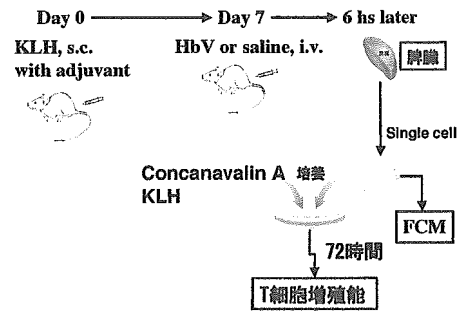 Day 0
Day 7
6 hs later
KLH, s.c.
with adjuvant
HbV or saline, i.v.
脾臓
Single cell
Concanavalin A 培養
KLH
FCM
72時間
T細胞増殖能